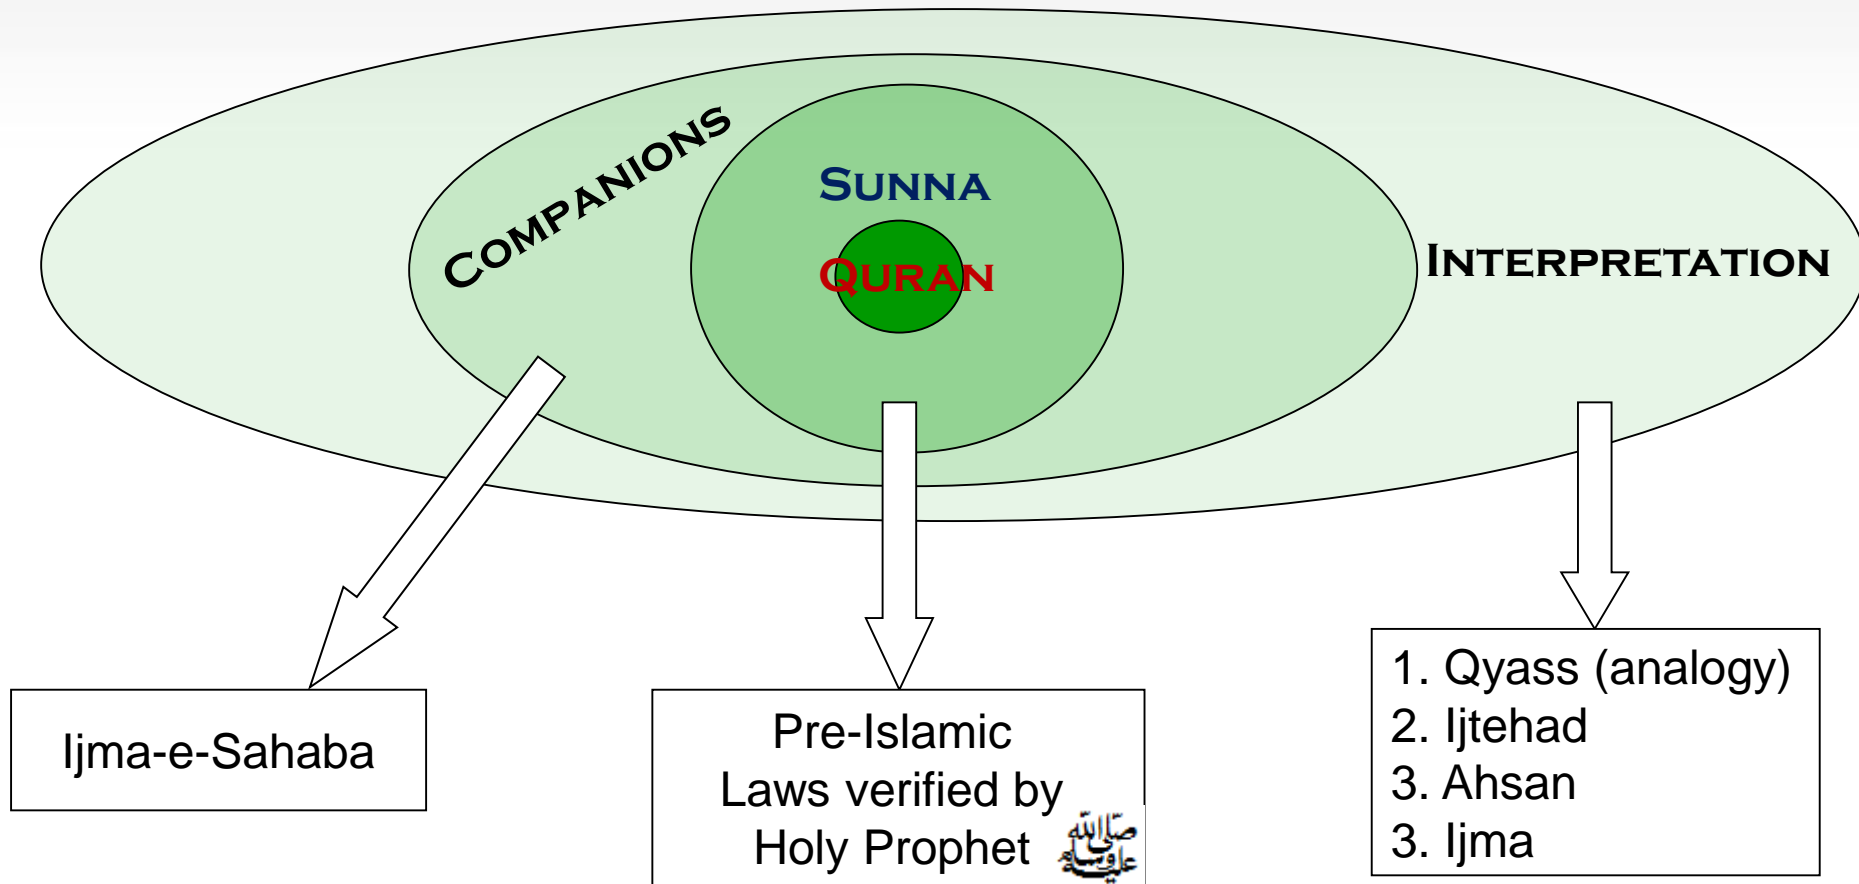 COMPANIONS
SUNNA
QURAN
INTERPRETATION
Ijma-e-Sahaba
Pre-Islamic
Laws verified by
Holy Prophet صلى الله عليه وسلم
1. Qyass (analogy)
2. Ijtehad
3. Ahsan
3. Ijma